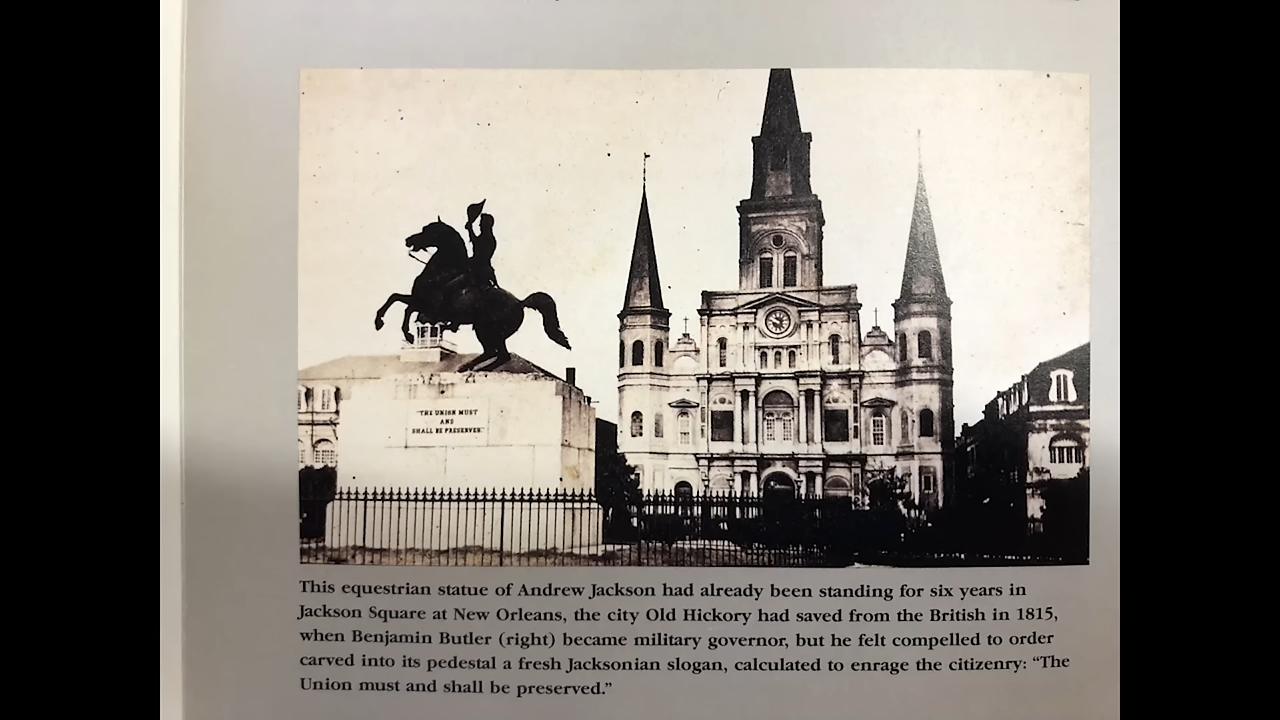 "THE UNION MUST
AND
SHALL BE PRESERVED."
This equestrian statue of Andrew Jackson had already been standing for six years in
Jackson Square at New Orleans, the city Old Hickory had saved from the British in 1815,
when Benjamin Butler (right) became military governor, but he felt compelled to order
carved into its pedestal a fresh Jacksonian slogan, calculated to enrage the citizenry: “The
Union must and shall be preserved.”